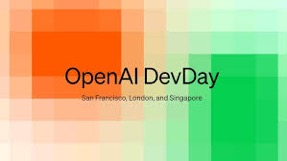 OpenAI DevDay
San Francisco, London, and Singapore